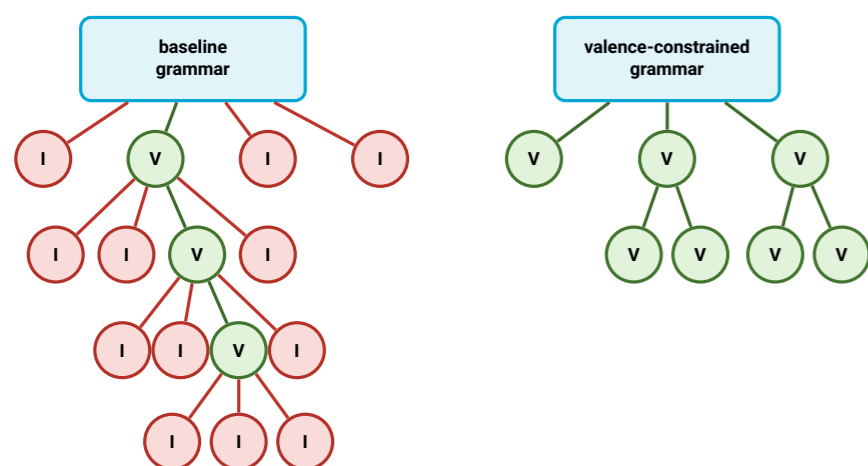 baseline
grammar
valence-constrained
grammar
I V I I
V V V
I I V I
V V V V
I I V I
I I I